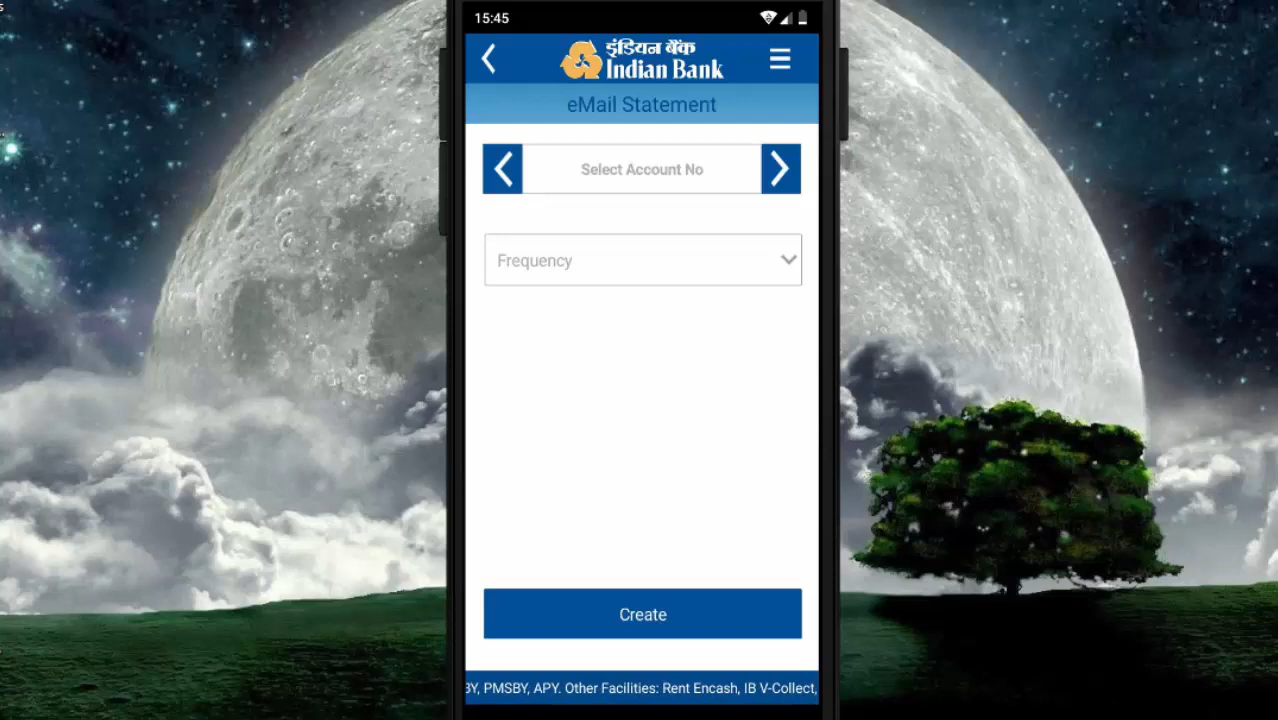 15:45
इंडियन बैंक
Indian Bank
eMail Statement
Select Account No
Frequency
Create
BY, PMSBY, APY. Other Facilities: Rent Encash, IB V-Collect,